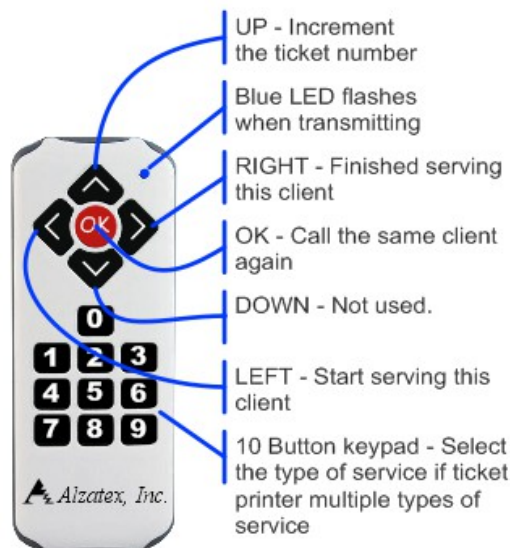 UP - Increment
the ticket number
Blue LED flashes
when transmitting
RIGHT - Finished serving
this client
OK
OK - Call the same client
again
DOWN - Not used.
0
1 2 3
LEFT - Start serving this
client
4 5 6
7 8 9
10 Button keypad - Select
the type of service if ticket
printer multiple types of
service
Alzatex, Inc.